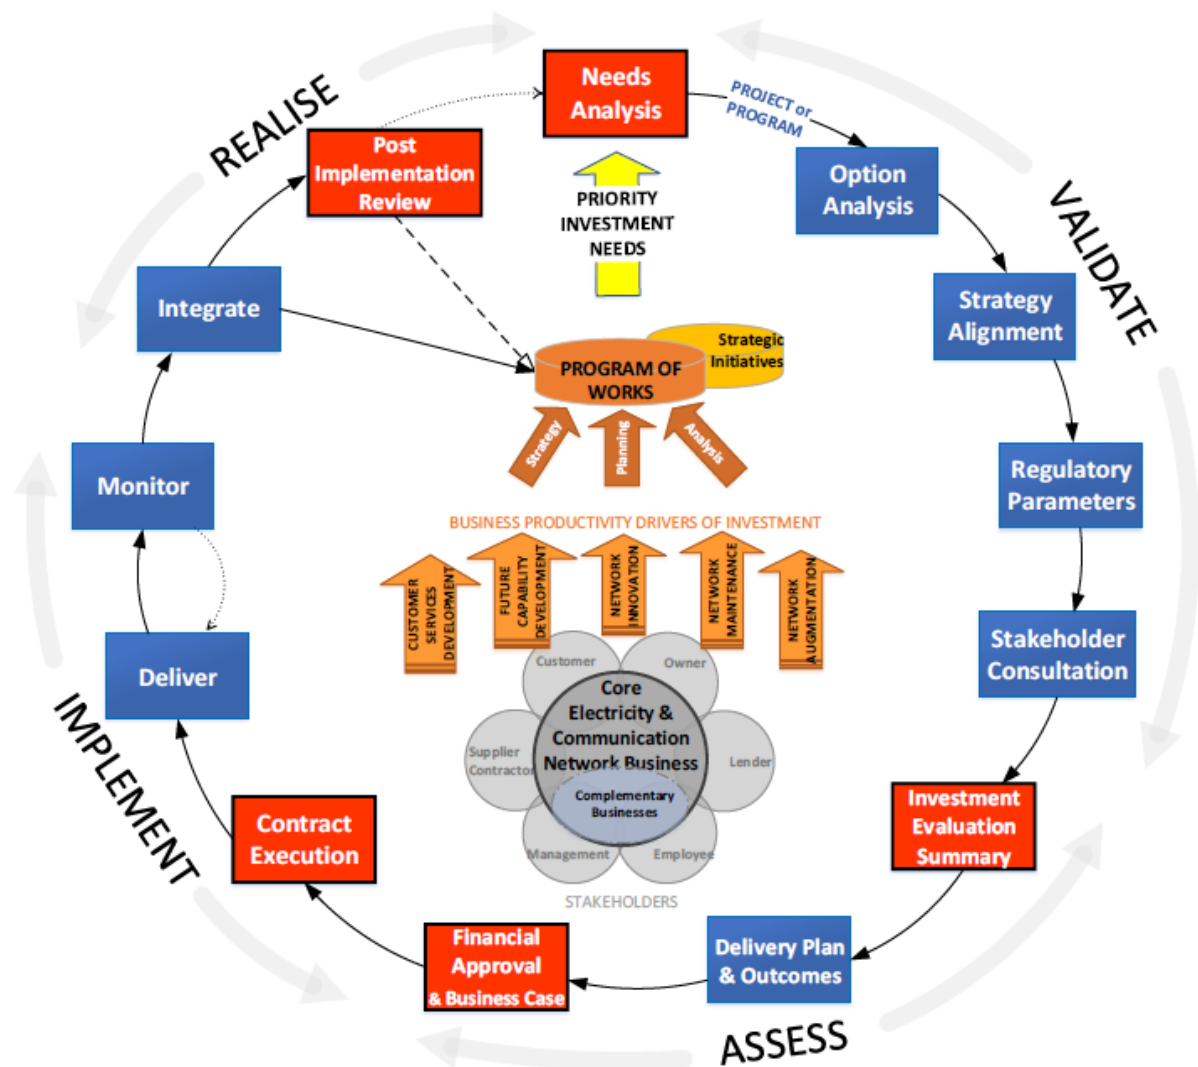 REALISE
Needs
Analysis
PROJECT or
PROGRAM
Post
Implementation
Review
Option
Analysis
VALIDATE
PRIORITY
INVESTMENT
NEEDS
Integrate
Strategy
Alignment
Strategic
Initiatives
PROGRAM OF
WORKS
Strategy
Planning
Analysis
Monitor
Regulatory
Parameters
BUSINESS PRODUCTIVITY DRIVERS OF INVESTMENT
CUSTOMER
SERVICES
DEVELOPMENT
FUTURE
CAPABILITY
DEVELOPMENT
NETWORK
INNOVATION
NETWORK
MAINTENANCE
NETWORK
AUGMENTATION
Deliver
Stakeholder
Consultation
Customer
Owner
Core
Electricity &
Communication
Network Business
Supplier
Contractor
Lender
Complementary
Businesses
Management
Employee
STAKEHOLDERS
IMPLEMENT
Contract
Execution
Investment
Evaluation
Summary
Financial
Approval
& Business Case
Delivery Plan
& Outcomes
ASSESS